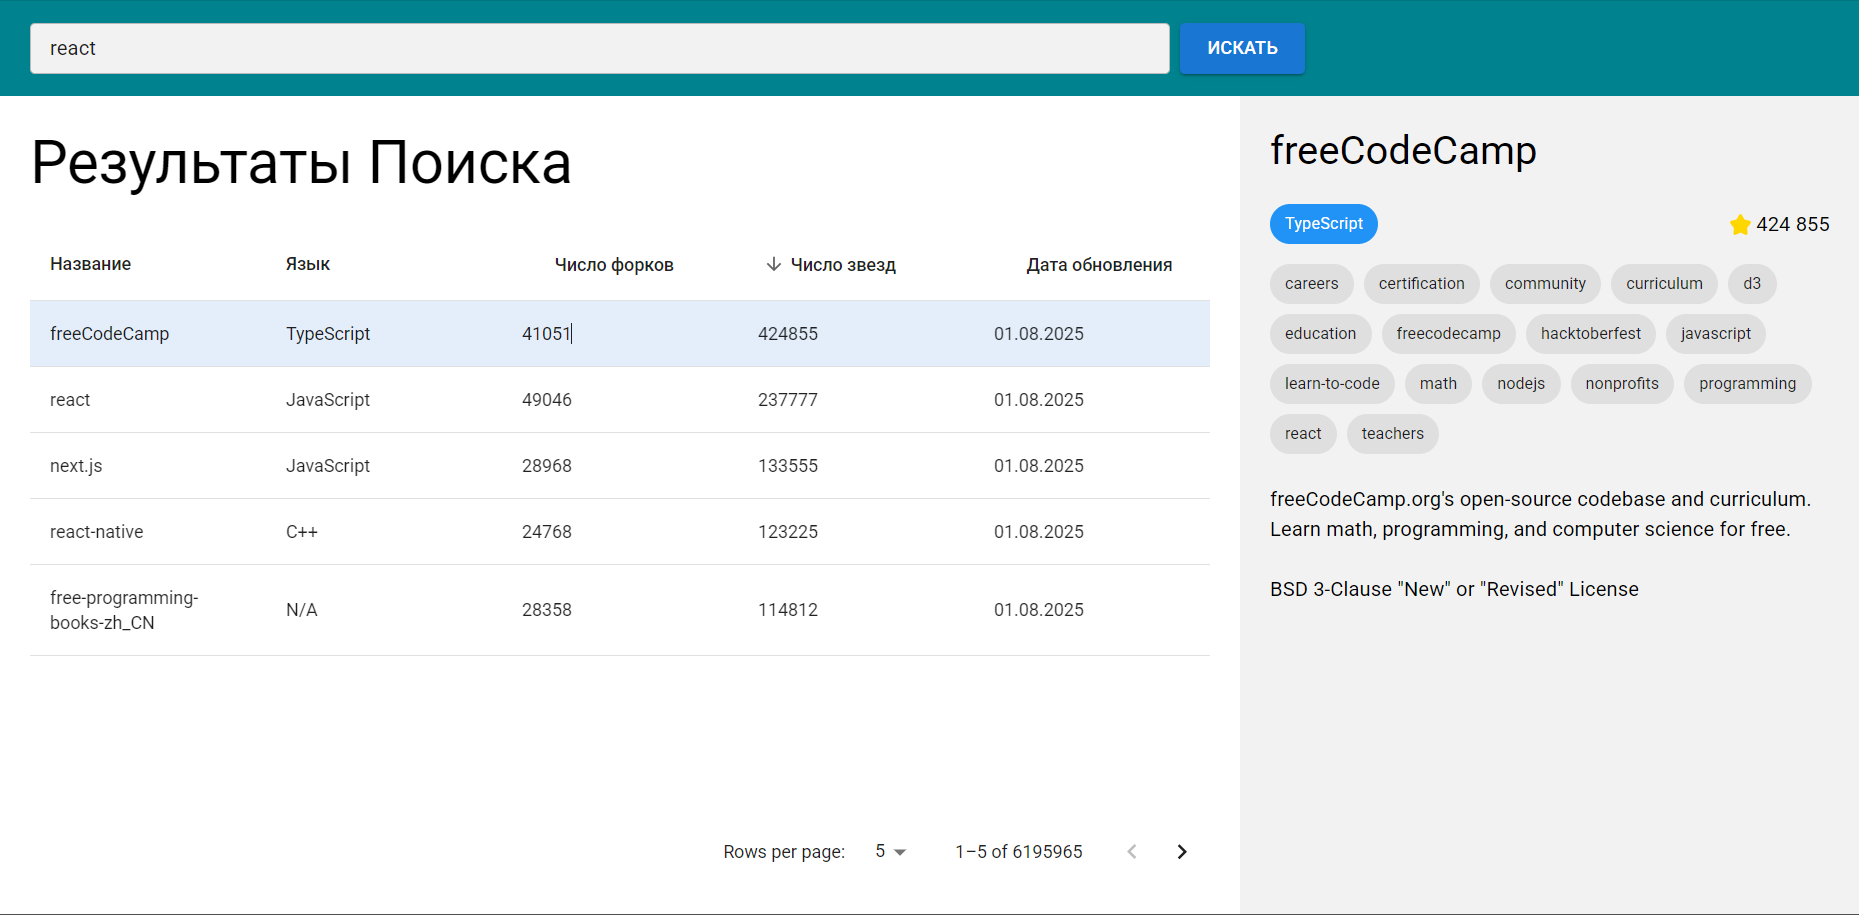 react
ИСКАТЬ
Результаты Поиска
Название Язык Число форков Число звезд Дата обновления
freeCodeCamp TypeScript 41051 424855 01.08.2025
react JavaScript 49046 237777 01.08.2025
next.js JavaScript 28968 133555 01.08.2025
react-native C++ 24768 123225 01.08.2025
free-programming-
books-zh_CN N/A 28358 114812 01.08.2025
Rows per page: 5 1–5 of 6195965
freeCodeCamp
TypeScript 424 855
careers certification community curriculum d3
education freecodecamp hacktoberfest javascript
learn-to-code math nodejs nonprofits programming
react teachers
freeCodeCamp.org's open-source codebase and curriculum.
Learn math, programming, and computer science for free.
BSD 3-Clause "New" or "Revised" License